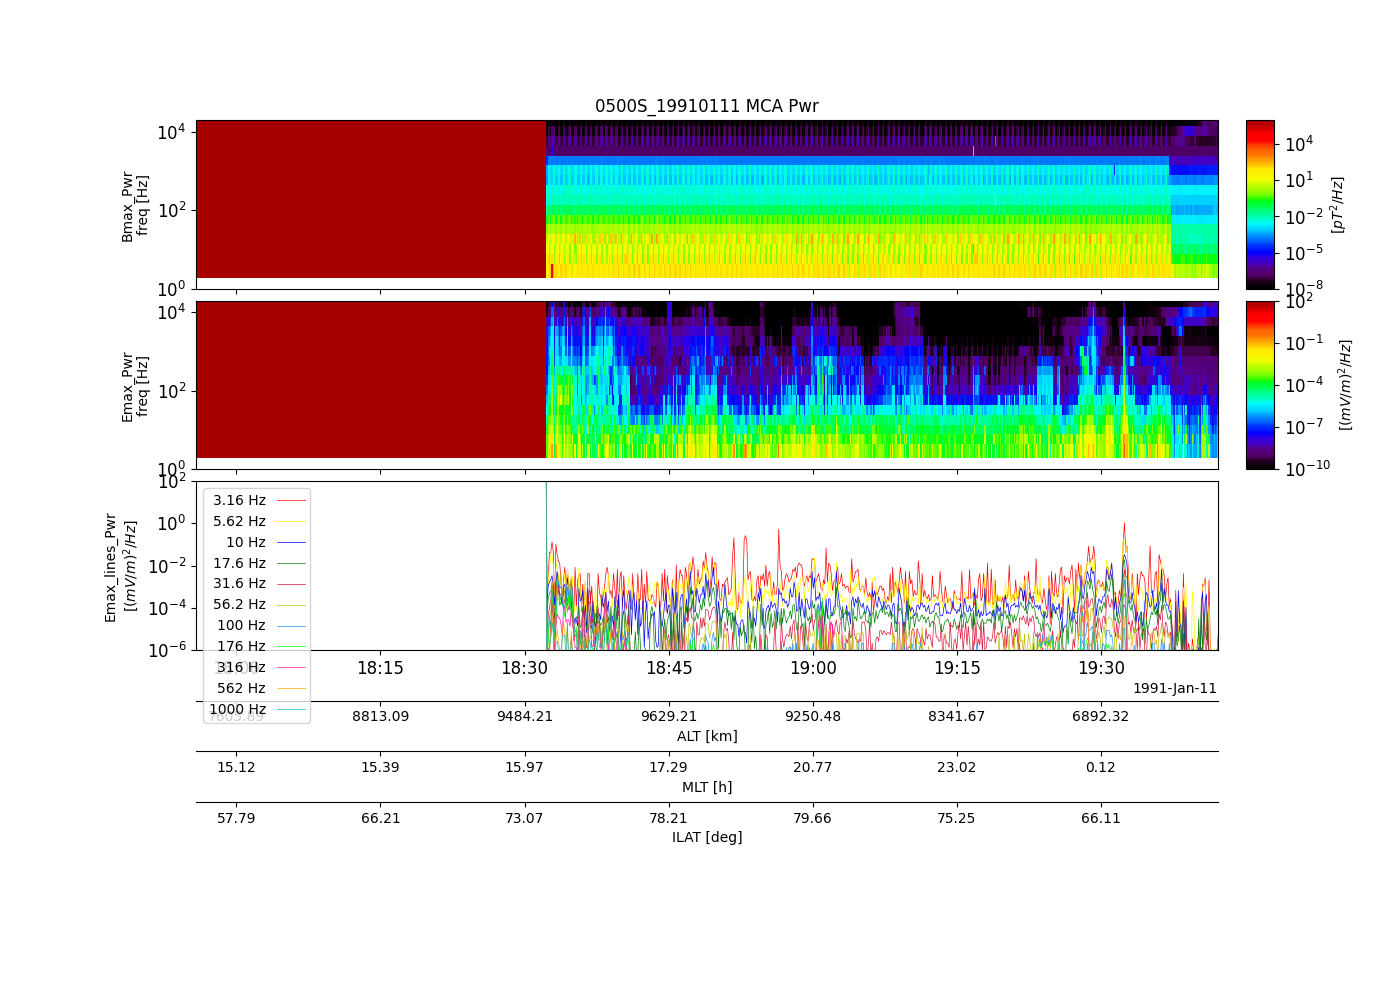 0500S_19910111 MCA Pwr
10^4
10^2
10^0
Bmax_Pwr
freq [Hz]
10^4
10^1
10^-2
10^-5
10^-8
[pT^2/Hz]
10^4
10^2
10^0
Emax_Pwr
freq [Hz]
10^2
10^-1
10^-4
10^-7
10^-10
[(mV/m)^2/Hz]
10^2
10^0
10^-2
10^-4
10^-6
Emax_lines_Pwr
[(mV/m)^2/Hz]
3.16 Hz
5.62 Hz
10 Hz
17.6 Hz
31.6 Hz
56.2 Hz
100 Hz
176 Hz
316 Hz
562 Hz
1000 Hz
18:00 18:15 18:30 18:45 19:00 19:15 19:30
1991-Jan-11
7605.89 8813.09 9484.21 9629.21 9250.48 8341.67 6892.32
ALT [km]
15.12 15.39 15.97 17.29 20.77 23.02 0.12
MLT [h]
57.79 66.21 73.07 78.21 79.66 75.25 66.11
ILAT [deg]